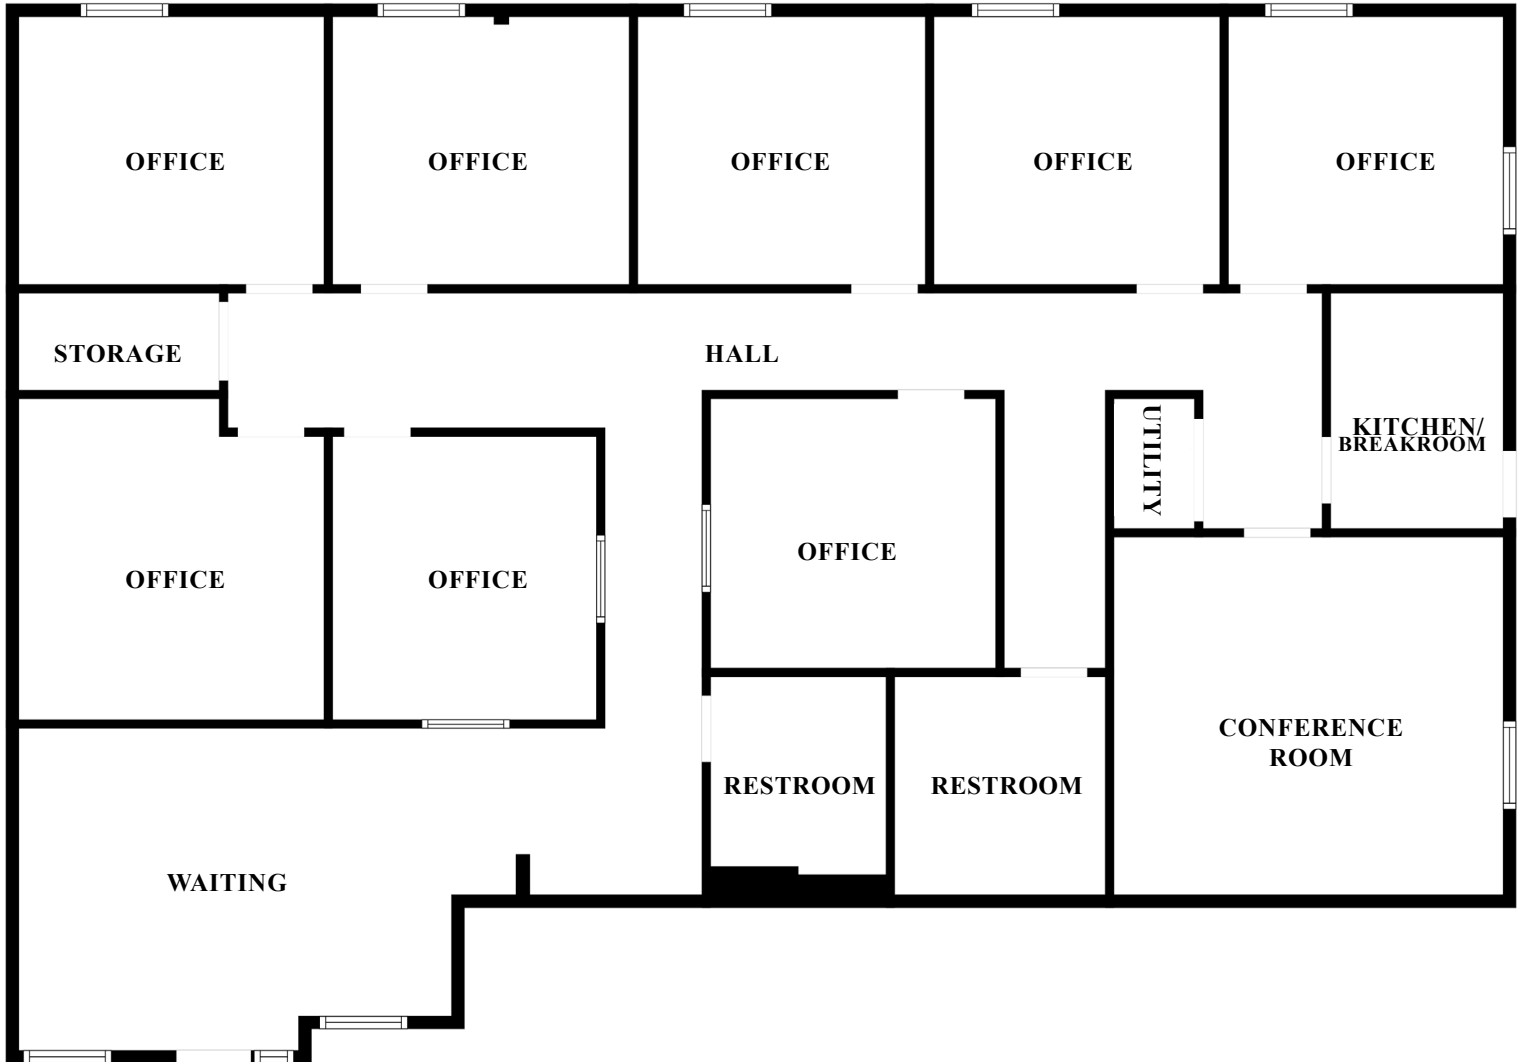 OFFICE
OFFICE
OFFICE
OFFICE
OFFICE
STORAGE
HALL
UTILITY
KITCHEN/
BREAKROOM
OFFICE
OFFICE
OFFICE
CONFERENCE
ROOM
RESTROOM
RESTROOM
WAITING